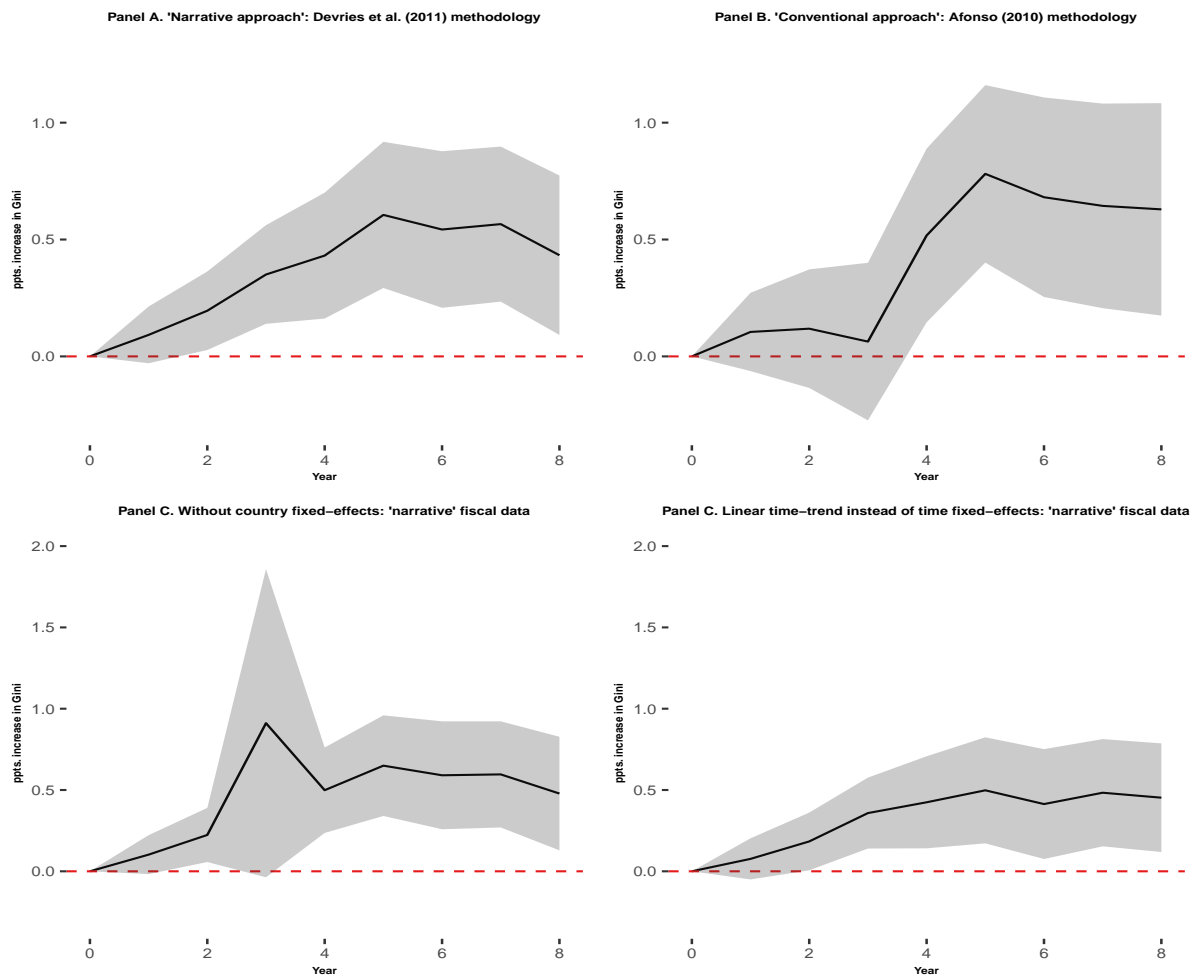 Panel A. 'Narrative approach': Devries et al. (2011) methodology
ppts. increase in Gini
1.0
0.5
0.0
0 2 4 6 8
Year
Panel B. 'Conventional approach': Afonso (2010) methodology
ppts. increase in Gini
1.0
0.5
0.0
0 2 4 6 8
Year
Panel C. Without country fixed−effects: 'narrative' fiscal data
ppts. increase in Gini
2.0
1.5
1.0
0.5
0.0
0 2 4 6 8
Year
Panel C. Linear time−trend instead of time fixed−effects: 'narrative' fiscal data
ppts. increase in Gini
2.0
1.5
1.0
0.5
0.0
0 2 4 6 8
Year